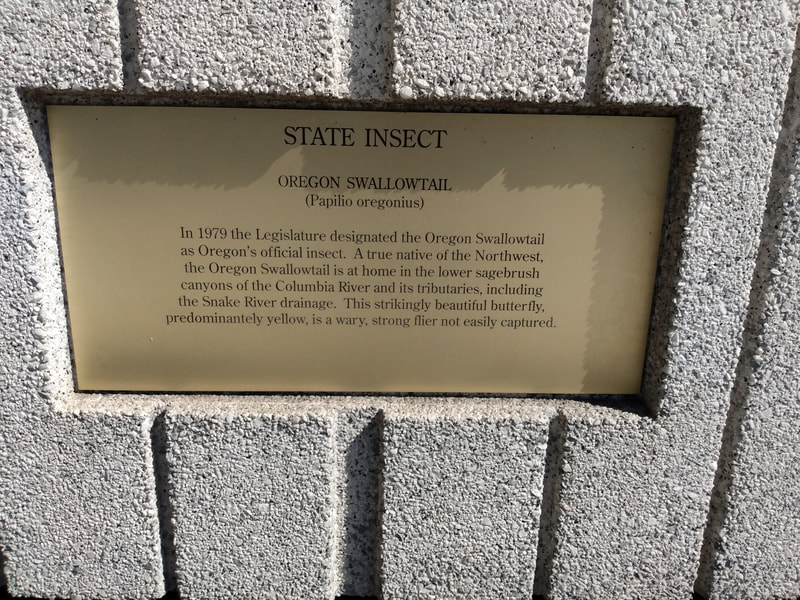 STATE INSECT
OREGON SWALLOWTAIL
(Papilio oregonius)
In 1979 the Legislature designated the Oregon Swallowtail
as Oregon's official insect. A true native of the Northwest,
the Oregon Swallowtail is at home in the lower sagebrush
canyons of the Columbia River and its tributaries, including
the Snake River drainage. This strikingly beautiful butterfly,
predominantely yellow, is a wary, strong flier not easily captured.